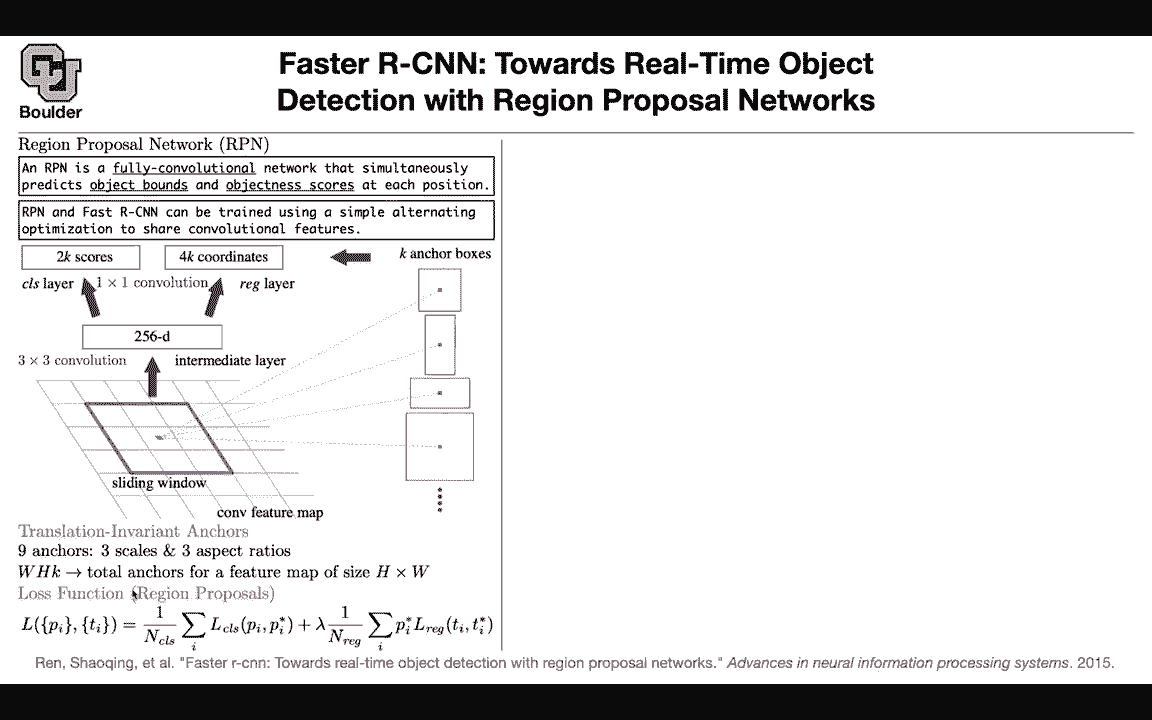 Boulder
Faster R-CNN: Towards Real-Time Object
Detection with Region Proposal Networks
Region Proposal Network (RPN)
An RPN is a fully-convolutional network that simultaneously
predicts object bounds and objectness scores at each position.
RPN and Fast R-CNN can be trained using a simple alternating
optimization to share convolutional features.
2k scores
4k coordinates
k anchor boxes
cls layer
1 × 1 convolution
reg layer
256-d
3 × 3 convolution
intermediate layer
sliding window
conv feature map
Translation-Invariant Anchors
9 anchors: 3 scales & 3 aspect ratios
WHk → total anchors for a feature map of size H × W
Loss Function (Region Proposals)
L({p_i}, {t_i}) = \frac{1}{N_{cls}} \sum_i L_{cls}(p_i, p_i^*) + λ \frac{1}{N_{reg}} \sum_i p_i^* L_{reg}(t_i, t_i^*)
Ren, Shaoqing, et al. "Faster r-cnn: Towards real-time object detection with region proposal networks." Advances in neural information processing systems. 2015.